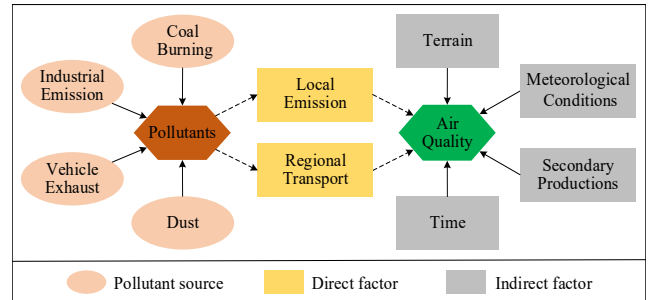 Coal
Burning
Industrial
Emission
Pollutants
Vehicle
Exhaust
Dust
Local
Emission
Regional
Transport
Terrain
Air
Quality
Time
Meteorological
Conditions
Secondary
Productions
Pollutant source
Direct factor
Indirect factor